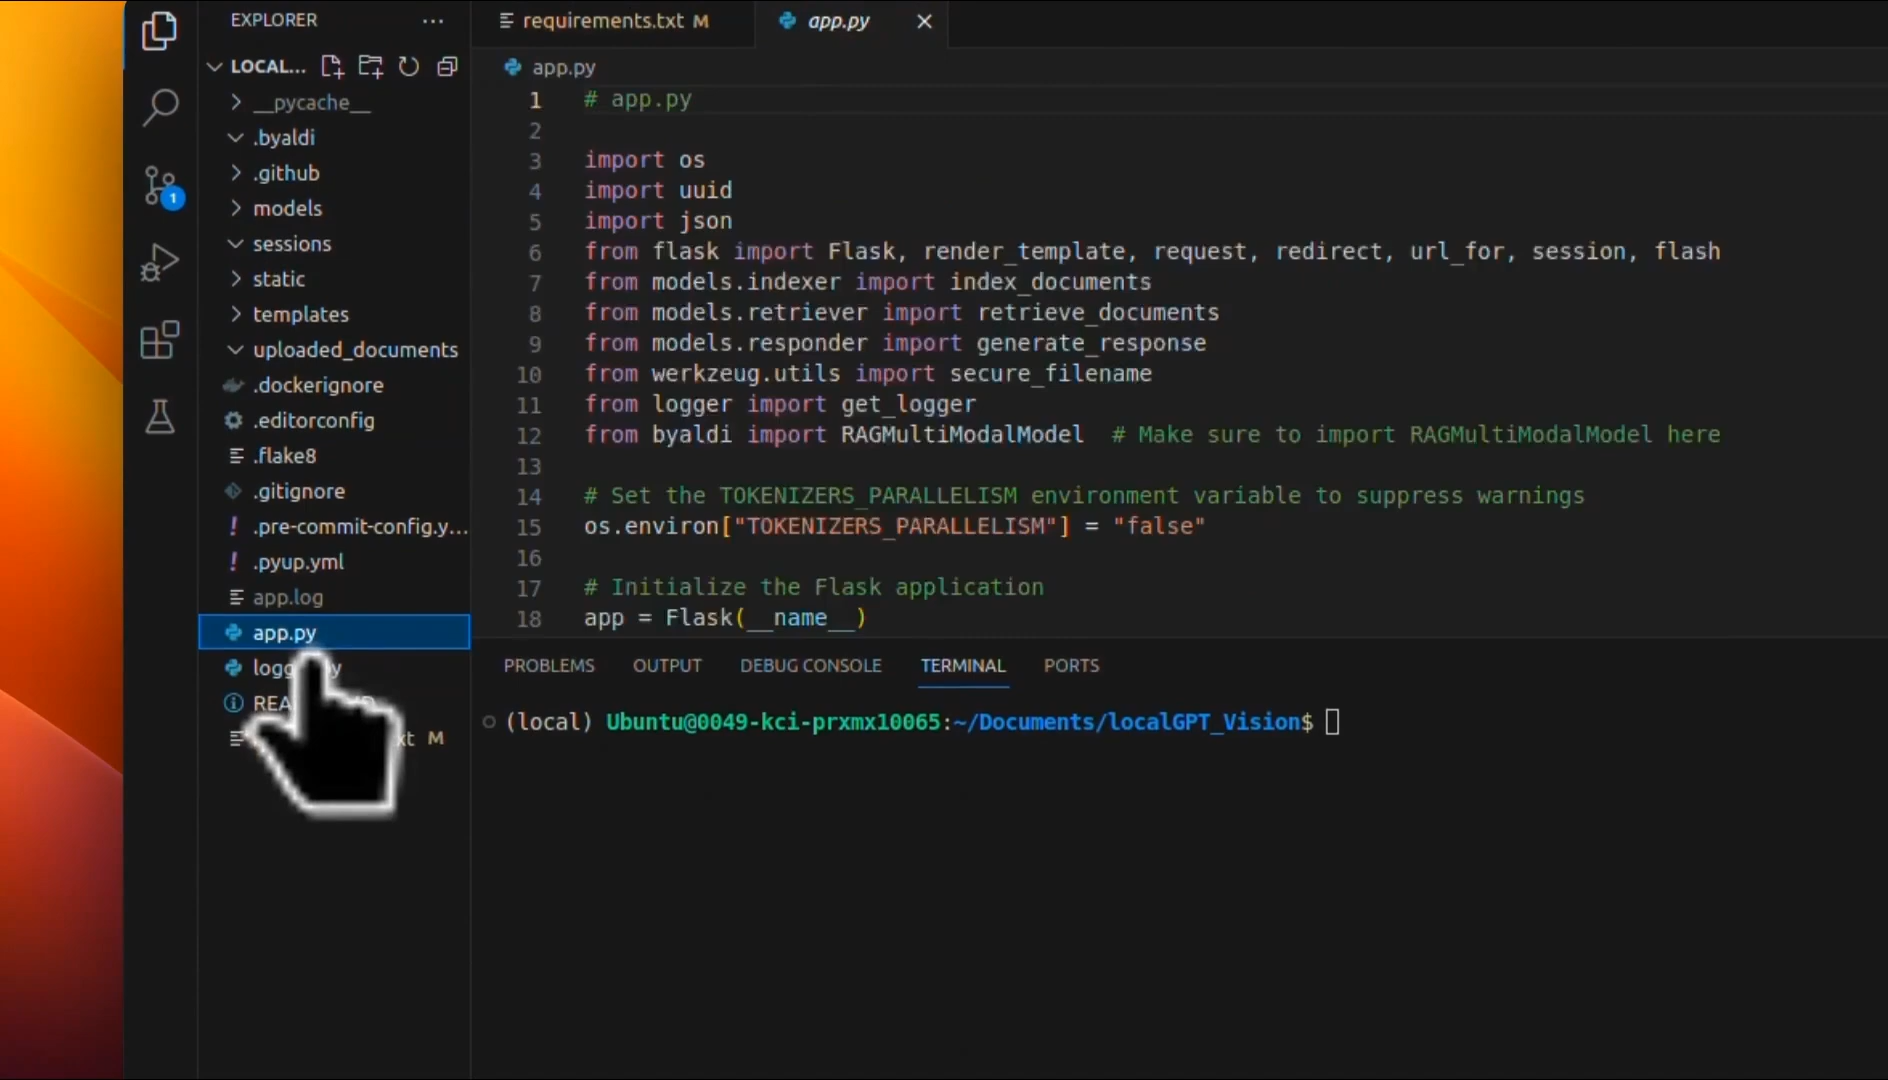 EXPLORER
LOCAL...
__pycache__
.byaldi
.github
models
sessions
static
templates
uploaded_documents
.dockerignore
.editorconfig
.flake8
.gitignore
.pre-commit-config.y...
.pyup.yml
app.log
app.py
M
1
requirements.txt M
app.py
app.py
1 # app.py
2
3 import os
4 import uuid
5 import json
6 from flask import Flask, render_template, request, redirect, url_for, session, flash
7 from models.indexer import index_documents
8 from models.retriever import retrieve_documents
9 from models.responder import generate_response
10 from werkzeug.utils import secure_filename
11 from logger import get_logger
12 from byaldi import RAGMultiModalModel # Make sure to import RAGMultiModalModel here
13
14 # Set the TOKENIZERS_PARALLELISM environment variable to suppress warnings
15 os.environ["TOKENIZERS_PARALLELISM"] = "false"
16
17 # Initialize the Flask application
18 app = Flask(__name__)
PROBLEMS OUTPUT DEBUG CONSOLE TERMINAL PORTS
(local) Ubuntu@0049-kci-prxmx10065:~/Documents/localGPT_Vision$